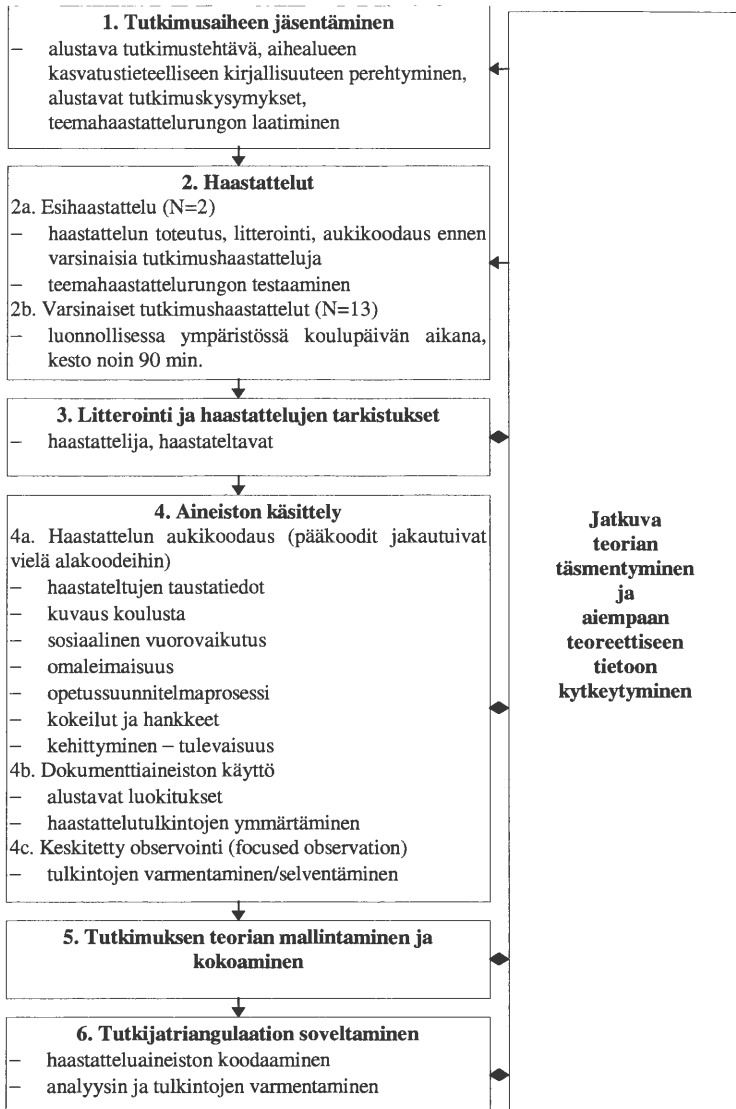 1. Tutkimusaiheen jäsentäminen
– alustava tutkimustehtävä, aihealueen
kasvatustieteelliseen kirjallisuuteen perehtyminen,
alustavat tutkimuskysymykset,
teemahaastattelurungon laatiminen
2. Haastattelut
2a. Esihaastattelu (N=2)
– haastattelun toteutus, litterointi, aukikoodaus ennen
varsinaisia tutkimushaastatteluja
– teemahaastattelurungon testaaminen
2b. Varsinaiset tutkimushaastattelut (N=13)
– luonnollisessa ympäristössä koulupäivän aikana,
kesto noin 90 min.
3. Litterointi ja haastattelujen tarkistukset
– haastattelija, haastateltavat
4. Aineiston käsittely
4a. Haastattelun aukikoodaus (pääkoodit jakautuivat
vielä alakoodeihin)
– haastateltujen taustatiedot
– kuvaus koulusta
– sosiaalinen vuorovaikutus
– omaleimaisuus
– opetussuunnitelmaprosessi
– kokeilut ja hankkeet
– kehittyminen – tulevaisuus
4b. Dokumenttiaineiston käyttö
– alustavat luokitukset
– haastattelutulkintojen ymmärtäminen
4c. Keskitetty observointi (focused observation)
– tulkintojen varmentaminen/selventäminen
5. Tutkimuksen teorian mallintaminen ja
kokoaminen
6. Tutkijatriangulaation soveltaminen
– haastatteluaineiston koodaaminen
– analyysin ja tulkintojen varmentaminen
Jatkuva
teorian
täsmentyminen
ja
aiempaan
teoreettiseen
tietoon
kytkeytyminen